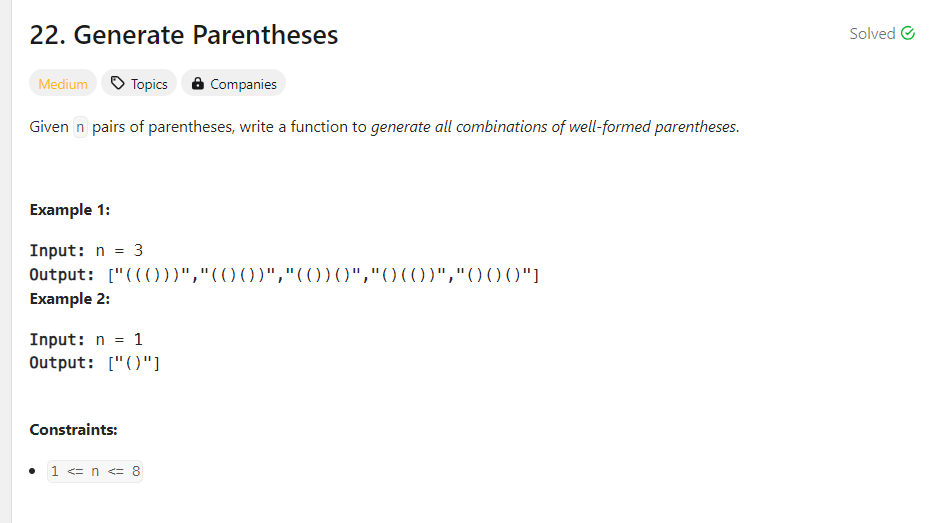 22. Generate Parentheses
Solved
Medium Topics Companies
Given n pairs of parentheses, write a function to generate all combinations of well-formed parentheses.
Example 1:
Input: n = 3
Output: ["((()))","(()())","(())()","()(())","()()()"]
Example 2:
Input: n = 1
Output: ["()"]
Constraints:
• 1 <= n <= 8